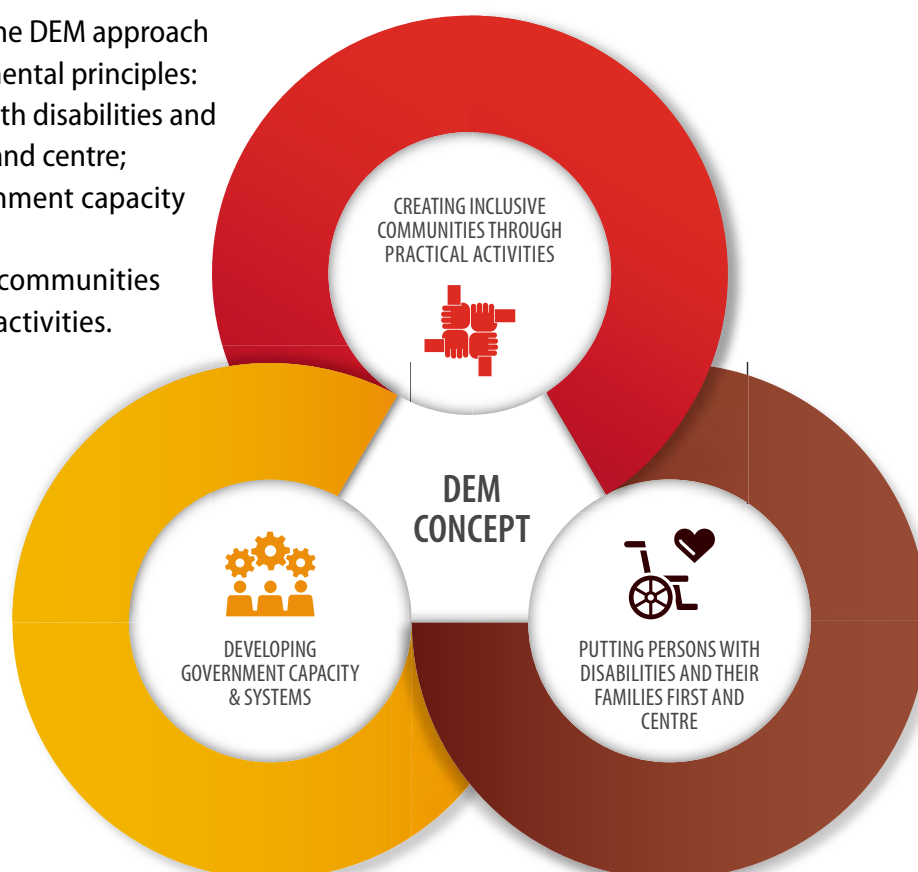 he DEM approach
ental principles:
th disabilities and
and centre;
nment capacity
communities
activities.
CREATING INCLUSIVE
COMMUNITIES THROUGH
PRACTICAL ACTIVITIES
DEM
CONCEPT
DEVELOPING
GOVERNMENT CAPACITY
& SYSTEMS
PUTTING PERSONS WITH
DISABILITIES AND THEIR
FAMILIES FIRST AND
CENTRE